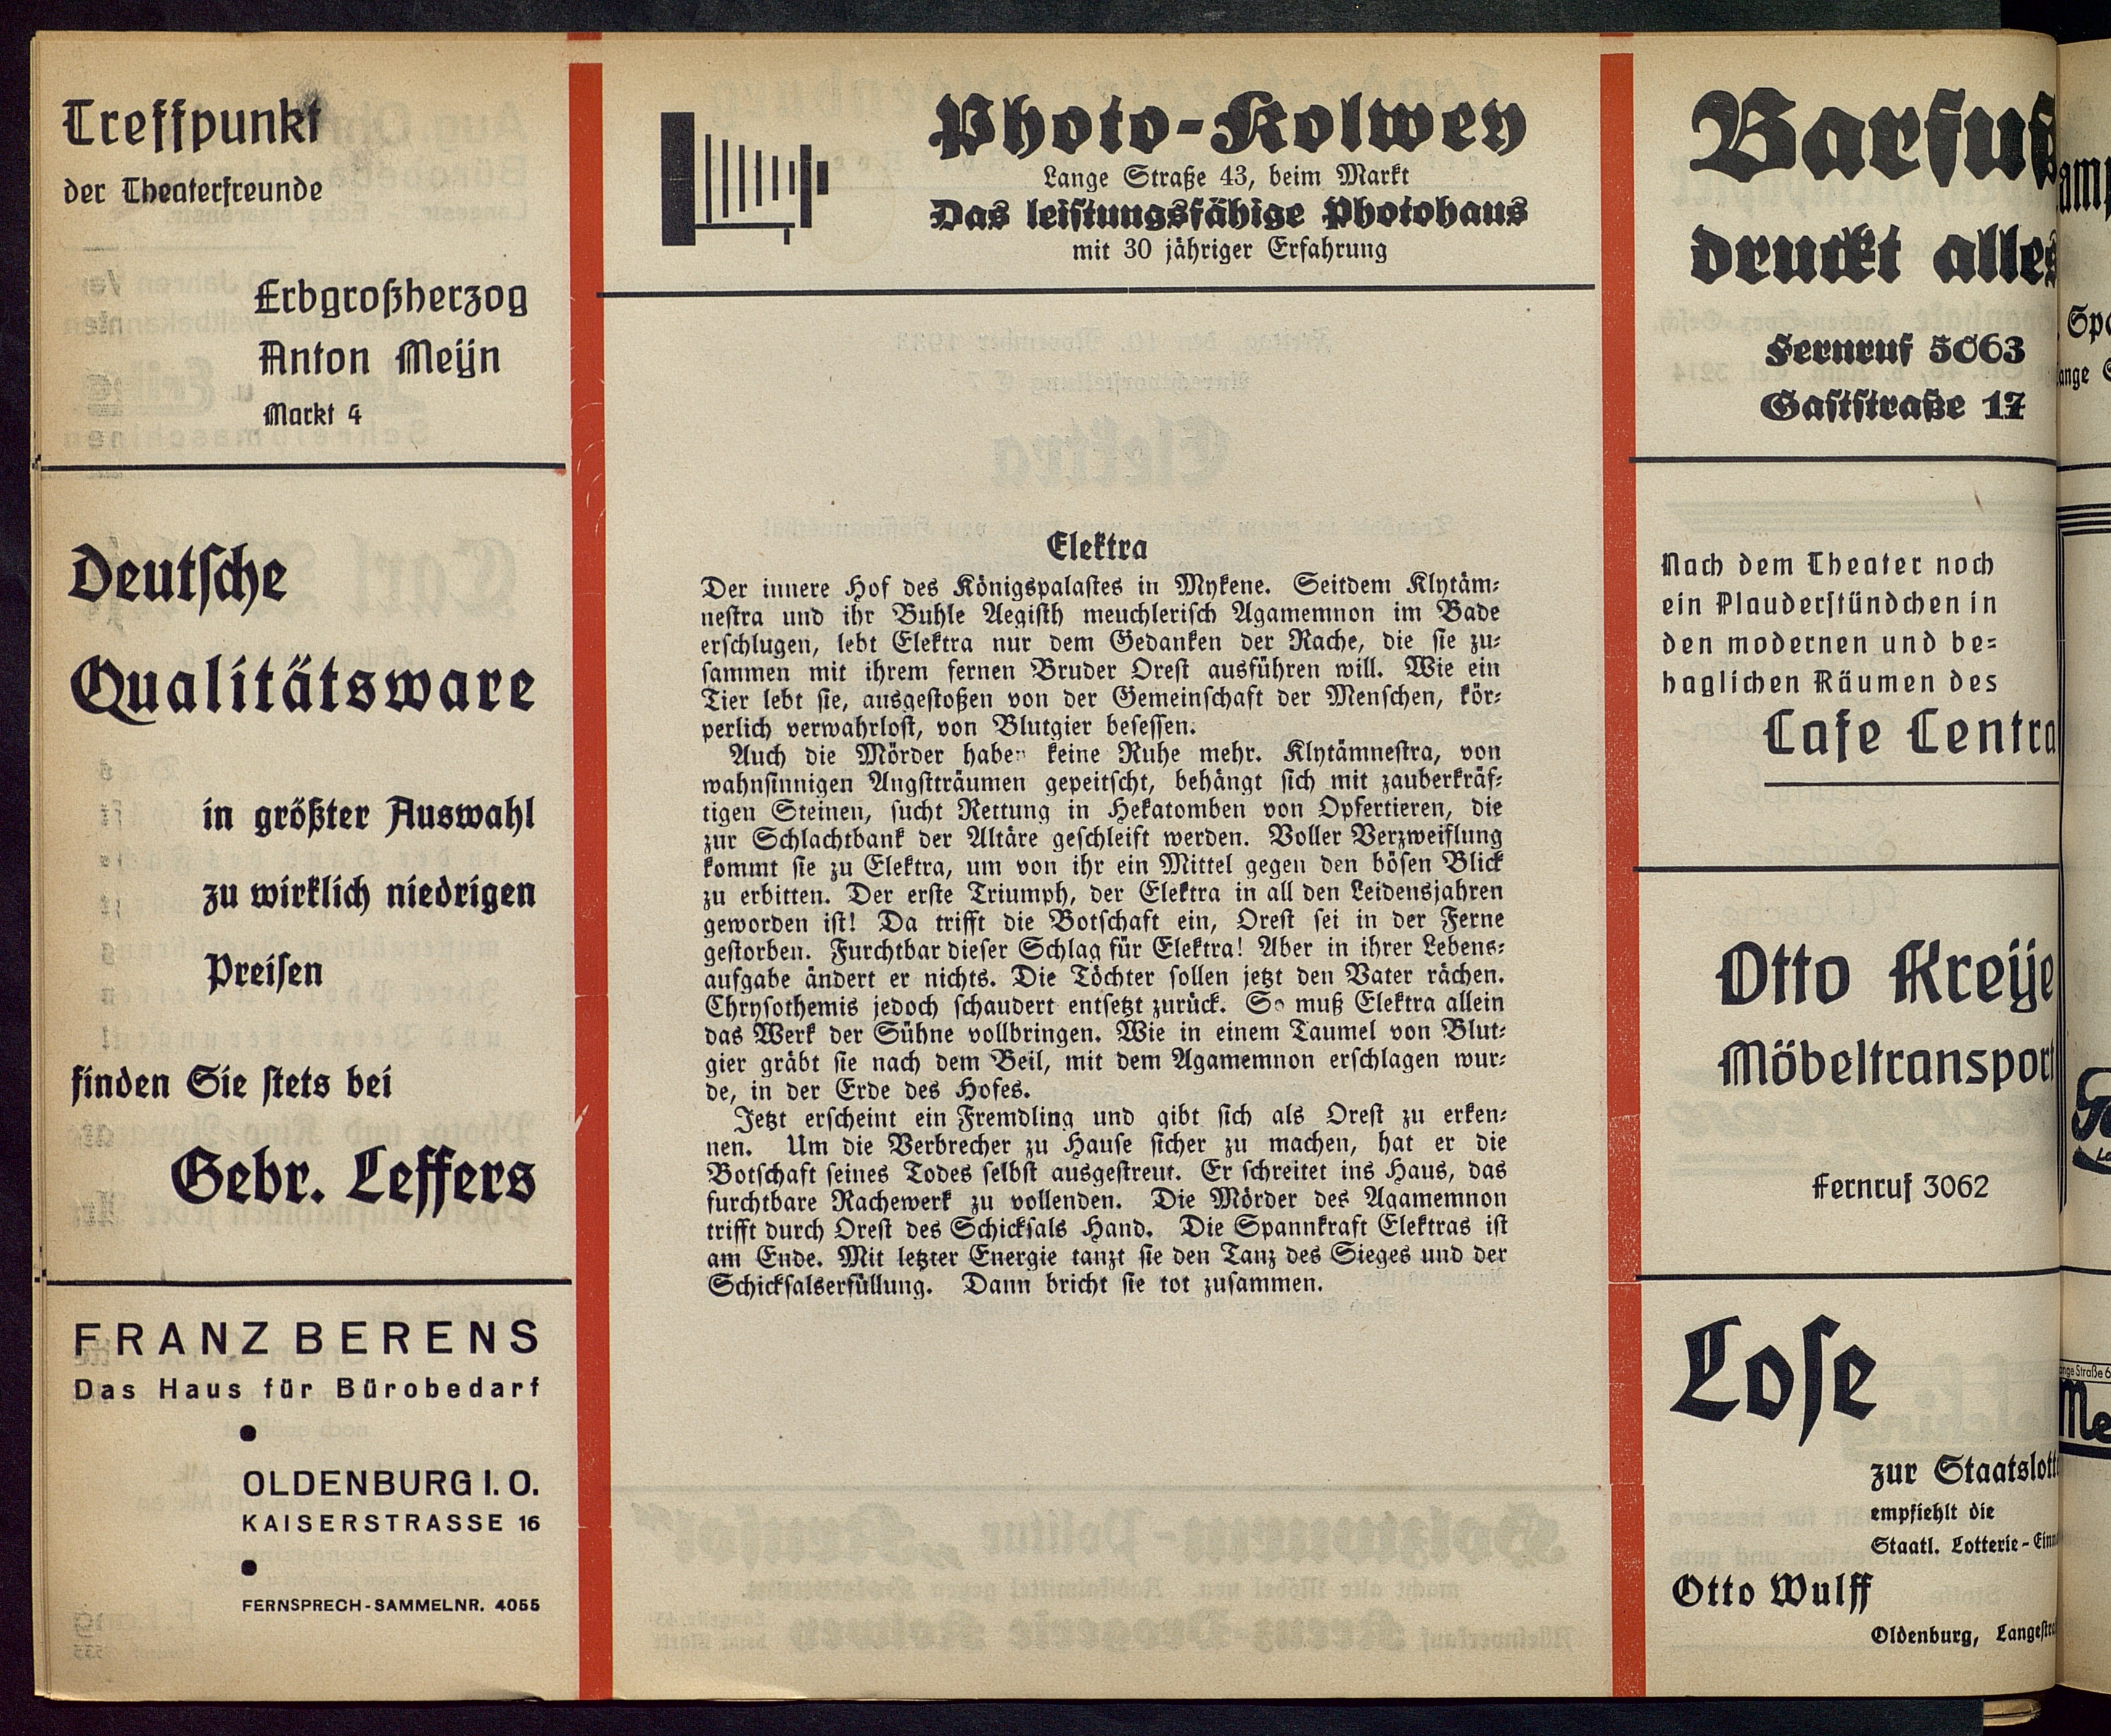 Treffpunkt
der Theaterfreunde
Erbgroßherzog
Anton Meijn
Markt 4
Deutsche
Qualitätsware
in größter Auswahl
zu wirklich niedrigen
Preisen
finden Sie stets bei
Gebr. Leffers
FRANZ BERENS
Das Haus für Bürobedarf
OLDENBURG I. O.
KAISERSTRASSE 16
FERNSPRECH-SAMMELNR. 4055
Photo-Kolwey
Lange Straße 43, beim Markt
Das leistungsfähige Photohaus
mit 30 jähriger Erfahrung
Elektra
Der innere Hof des Königspalastes in Mykene. Seitdem Klytäm-
nestra und ihr Buhle Aegisth meuchlerisch Agamemnon im Bade
erschlugen, lebt Elektra nur dem Gedanken der Rache, die sie zu-
sammen mit ihrem fernen Bruder Orest ausführen will. Wie ein
Tier lebt sie, ausgestoßen von der Gemeinschaft der Menschen, kör-
perlich verwahrlost, von Blutgier besessen.
Auch die Mörder haben keine Ruhe mehr. Klytämnestra, von
wahnsinnigen Angstträumen gepeitscht, behängt sich mit zauberkräf-
tigen Steinen, sucht Rettung in Hekatomben von Opfertieren, die
zur Schlachtbank der Altäre geschleift werden. Voller Verzweiflung
kommt sie zu Elektra, um von ihr ein Mittel gegen den bösen Blick
zu erbitten. Der erste Triumph, der Elektra in all den Leidensjahren
geworden ist! Da trifft die Botschaft ein, Orest sei in der Ferne
gestorben. Furchtbar dieser Schlag für Elektra! Aber in ihrer Lebens-
aufgabe ändert er nichts. Die Töchter sollen jetzt den Vater rächen.
Chrysothemis jedoch schaudert entsetzt zurück. So muß Elektra allein
das Werk der Sühne vollbringen. Wie in einem Taumel von Blut-
gier gräbt sie nach dem Beil, mit dem Agamemnon erschlagen wur-
de, in der Erde des Hofes.
Jetzt erscheint ein Fremdling und gibt sich als Orest zu erken-
nen. Um die Verbrecher zu Hause sicher zu machen, hat er die
Botschaft seines Todes selbst ausgestreut. Er schreitet ins Haus, das
furchtbare Rachewerk zu vollenden. Die Mörder des Agamemnon
trifft durch Orest des Schicksals Hand. Die Spannkraft Elektras ist
am Ende. Mit letzter Energie tanzt sie den Tanz des Sieges und der
Schicksalserfüllung. Dann bricht sie tot zusammen.
Barfuß
druckt alles
Fernruf 5063
Gaststraße 17
Nach dem Theater noch
ein Plauderstündchen in
den modernen und be-
haglichen Räumen des
Cafe Centra
Otto Kreije
Möbeltransport
Fernruf 3062
Lose
zur Staatslott
empfiehlt die
Staatl. Lotterie-Einn
Otto Wulff
Oldenburg, Langestra